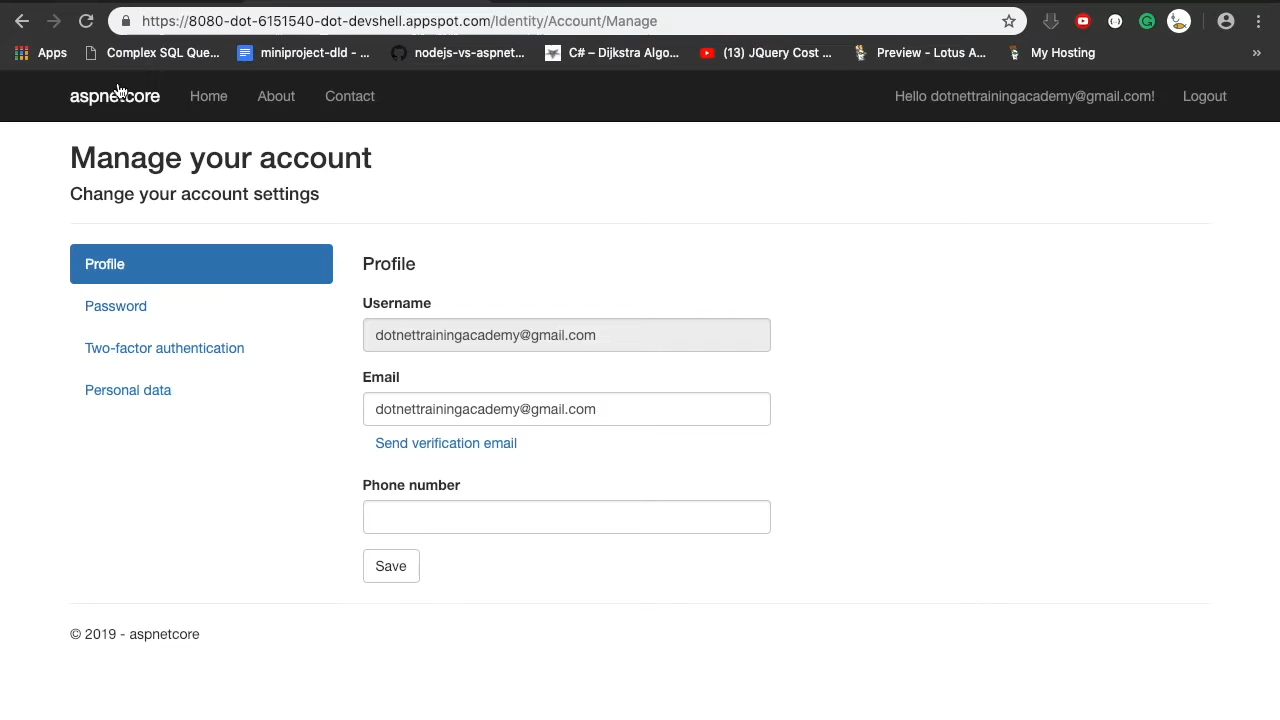 https://8080-dot-6151540-dot-devshell.appspot.com/Identity/Account/Manage
Apps Complex SQL Que... miniproject-dld - ... nodejs-vs-aspnet... C# – Dijkstra Algo... (13) JQuery Cost ... Preview - Lotus A... My Hosting »
aspnetcore Home About Contact Hello dotnettrainingacademy@gmail.com! Logout
Manage your account
Change your account settings
Profile
Password
Two-factor authentication
Personal data
Profile
Username
dotnettrainingacademy@gmail.com
Email
dotnettrainingacademy@gmail.com
Send verification email
Phone number
Save
© 2019 - aspnetcore